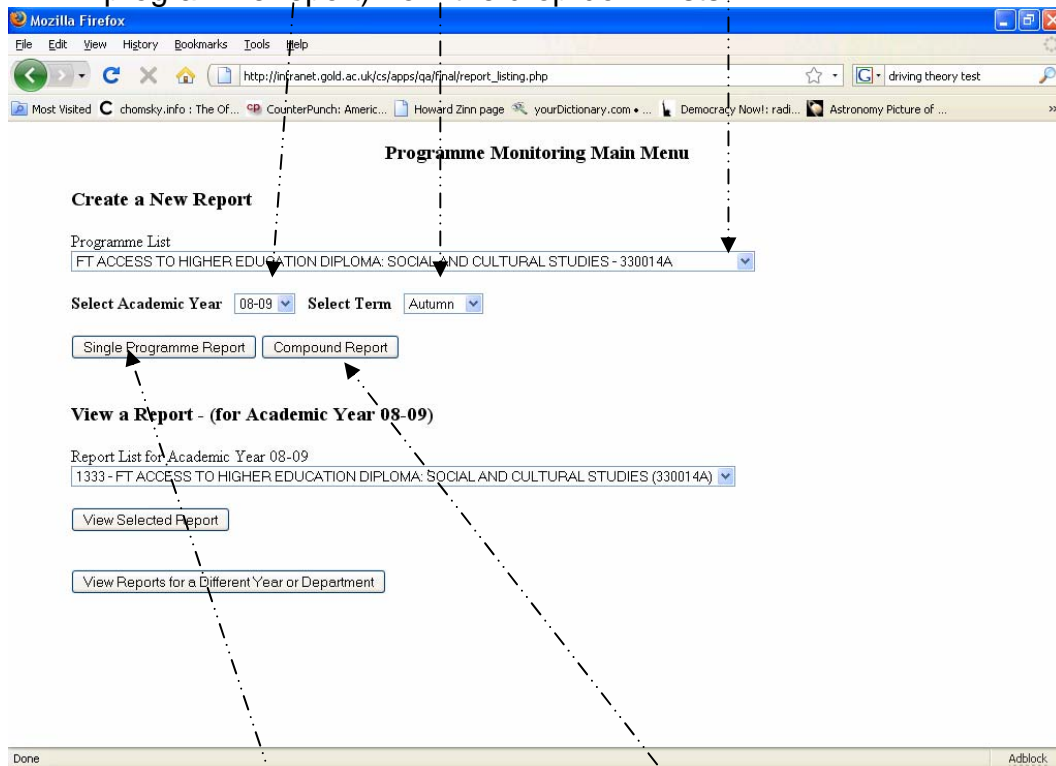 Mozilla Firefox
File Edit View History Bookmarks Tools Help
http://intranet.gold.ac.uk/cs/apps/qa/final/report_listing.php driving theory test
Most Visited chomsky.info : The Of... CounterPunch: Americ... Howard Zinn page yourDictionary.com • ... Democracy Now!: radi... Astronomy Picture of ...
Programme Monitoring Main Menu
Create a New Report
Programme List
FT ACCESS TO HIGHER EDUCATION DIPLOMA: SOCIAL AND CULTURAL STUDIES - 330014A
Select Academic Year 08-09 Select Term Autumn
Single Programme Report Compound Report
View a Report - (for Academic Year 08-09)
Report List for Academic Year 08-09
1333 - FT ACCESS TO HIGHER EDUCATION DIPLOMA: SOCIAL AND CULTURAL STUDIES (330014A)
View Selected Report
View Reports for a Different Year or Department
Done Adblock